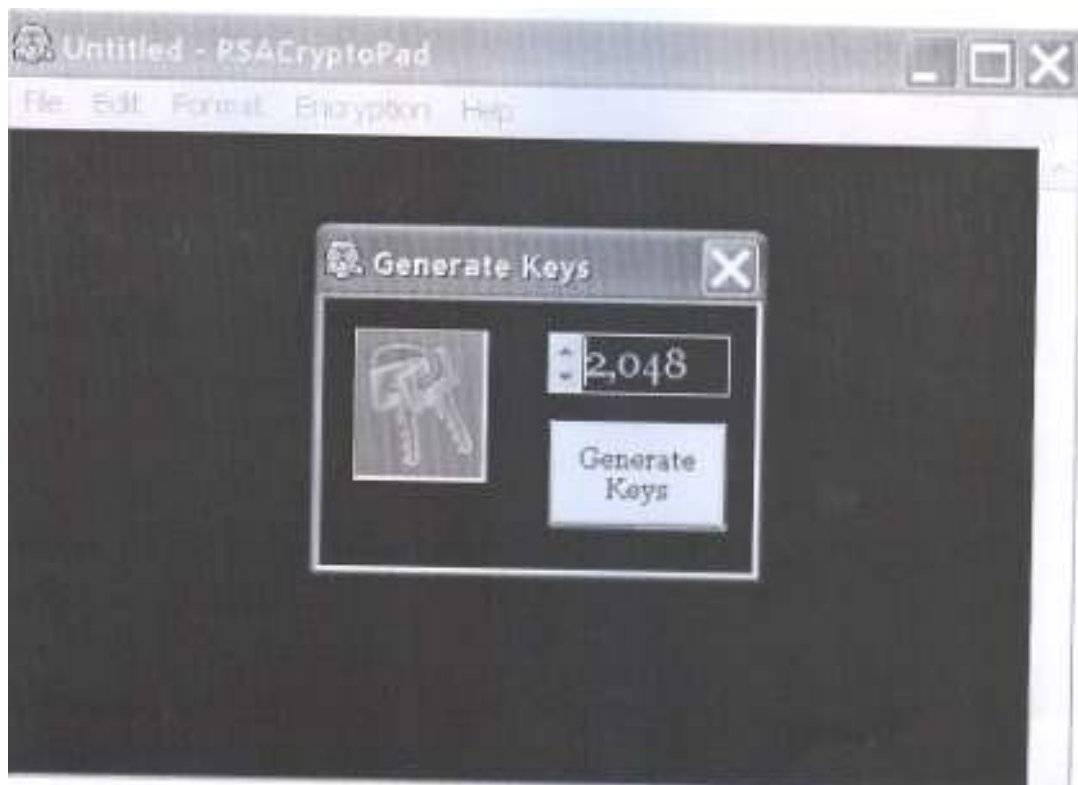 Untitled - RSACryptoPad
File Edit Format Encryption Help
Generate Keys
2,048
Generate
Keys